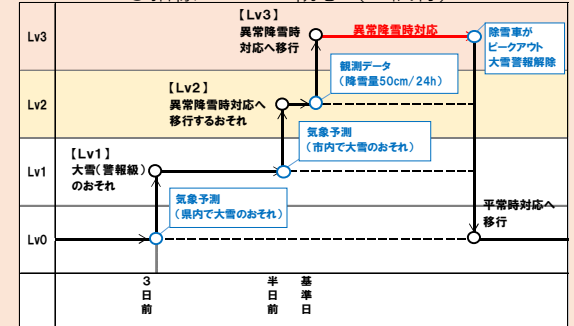 【Lv3】
異常降雪時
対応へ移行
異常降雪時対応
除雪車が
ピークアウト
大雪警報解除
Lv3
観測データ
(降雪量50cm/24h)
【Lv2】
異常降雪時対応へ
移行するおそれ
Lv2
気象予測
(市内で大雪のおそれ)
【Lv1】
大雪(警報級)
のおそれ
Lv1
気象予測
(県内で大雪のおそれ)
平常時対応へ
移行
Lv0
3日前
半日前
基準日